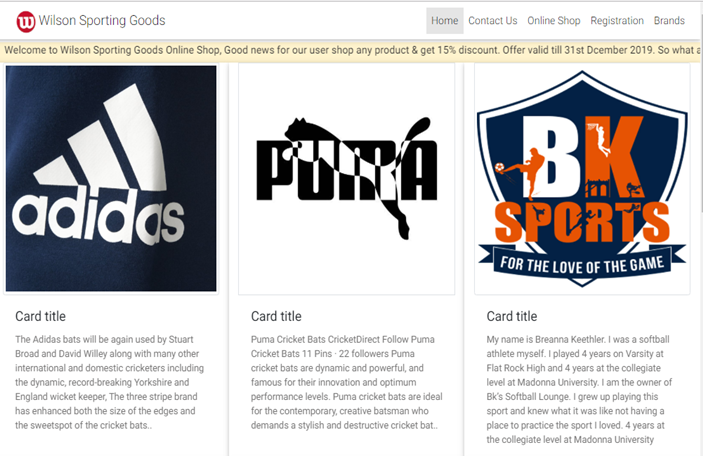 W Wilson Sporting Goods
Home Contact Us Online Shop Registration Brands
Welcome to Wilson Sporting Goods Online Shop, Good news for our user shop any product & get 15% discount. Offer valid till 31st Dcember 2019. So what a
adidas
PUMA
BK
SPORTS
FOR THE LOVE OF THE GAME
Card title
The Adidas bats will be again used by Stuart
Broad and David Willey along with many other
international and domestic cricketers including
the dynamic, record-breaking Yorkshire and
England wicket keeper, The three stripe brand
has enhanced both the size of the edges and
the sweetspot of the cricket bats..
Card title
Puma Cricket Bats CricketDirect Follow Puma
Cricket Bats 11 Pins · 22 followers Puma
cricket bats are dynamic and powerful, and
famous for their innovation and optimum
performance levels. Puma cricket bats are ideal
for the contemporary, creative batsman who
demands a stylish and destructive cricket bat..
Card title
My name is Breanna Keethler. I was a softball
athlete myself. I played 4 years on Varsity at
Flat Rock High and 4 years at the collegiate
level at Madonna University. I am the owner of
Bk's Softball Lounge. I grew up playing this
sport and knew what it was like not having a
place to practice the sport I loved. 4 years at
the collegiate level at Madonna University